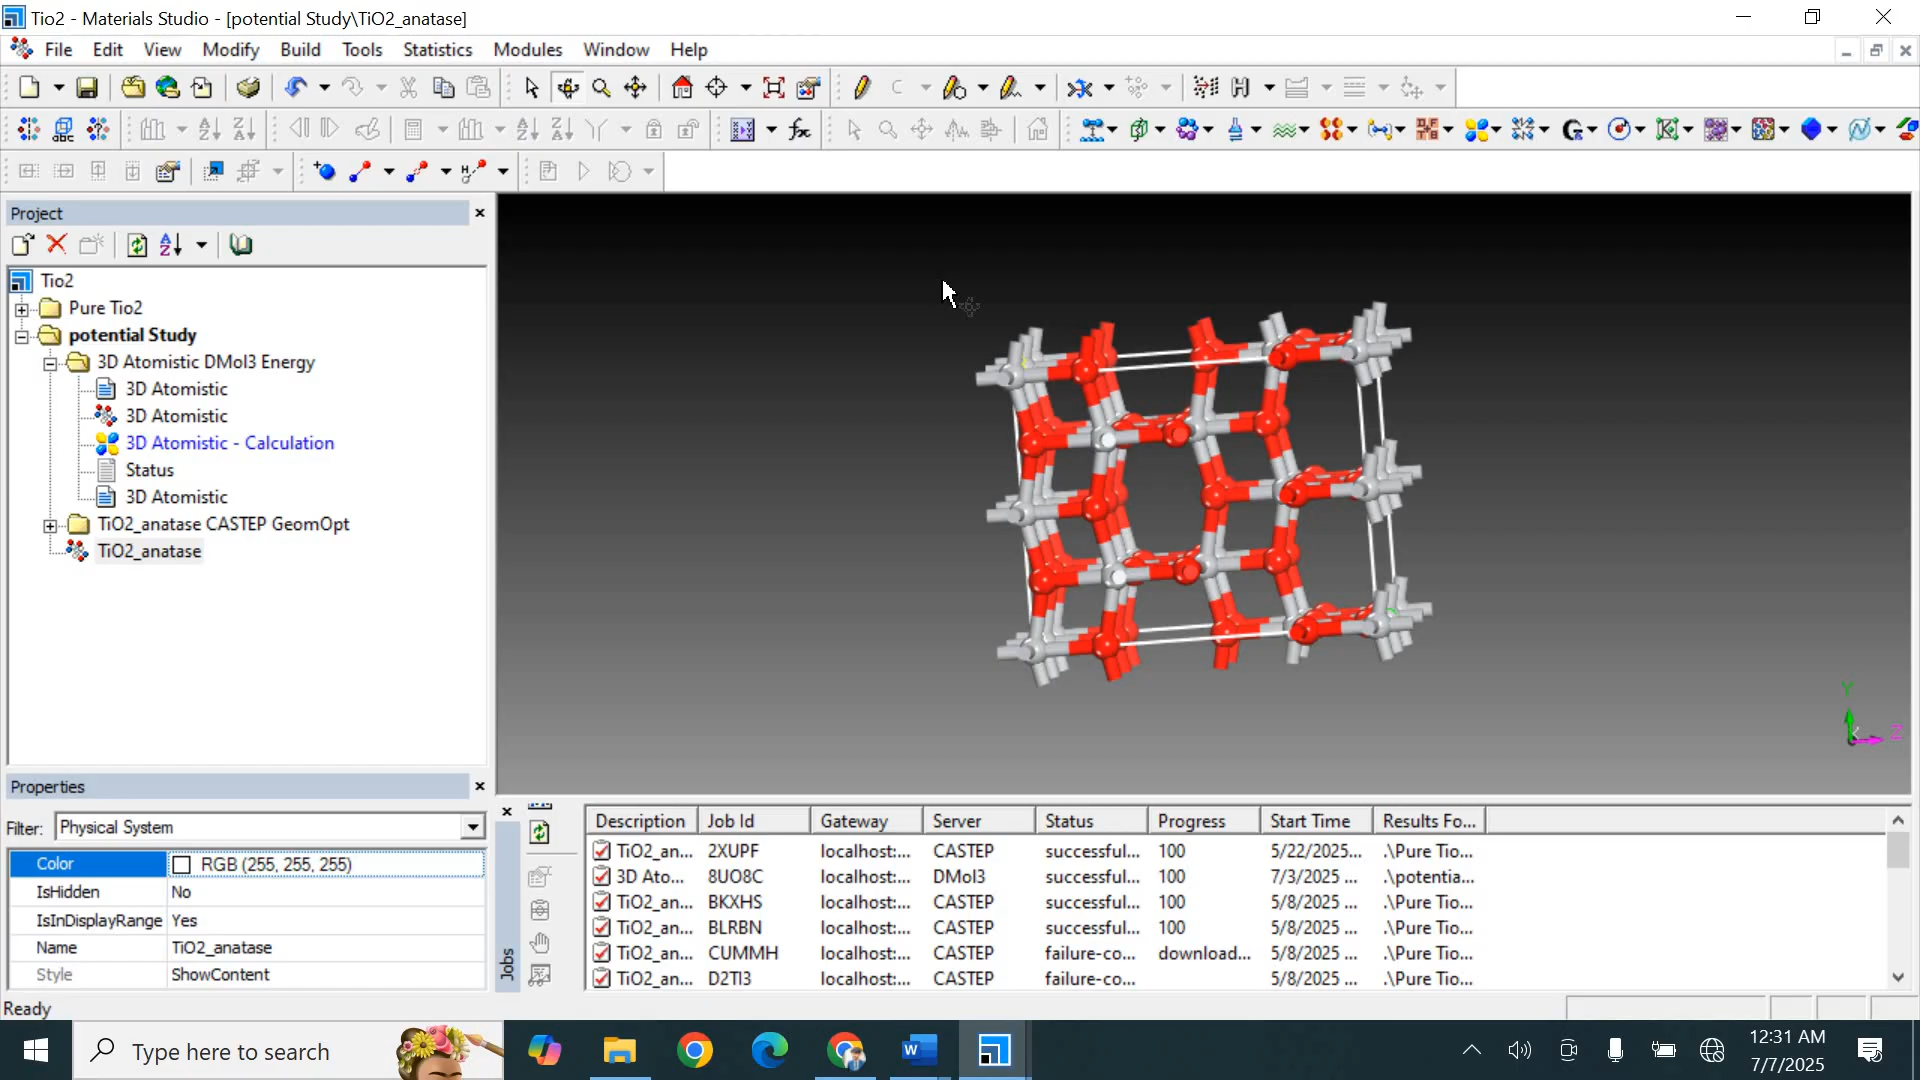 Tio2 - Materials Studio - [potential Study\TiO2_anatase]
File Edit View Modify Build Tools Statistics Modules Window Help
Project
Tio2
Pure Tio2
potential Study
3D Atomistic DMol3 Energy
3D Atomistic
3D Atomistic
3D Atomistic - Calculation
Status
3D Atomistic
TiO2_anatase CASTEP GeomOpt
TiO2_anatase
Y
Z
Properties
Filter: Physical System
Color RGB (255, 255, 255)
IsHidden No
IsInDisplayRange Yes
Name TiO2_anatase
Style ShowContent
Jobs
Description Job Id Gateway Server Status Progress Start Time Results Fo...
TiO2_an... 2XUPF localhost:... CASTEP successful... 100 5/22/2025... .\Pure Tio...
3D Ato... 8UO8C localhost:... DMol3 successful... 100 7/3/2025 ... .\potentia...
TiO2_an... BKXHS localhost:... CASTEP successful... 100 5/8/2025 ... .\Pure Tio...
TiO2_an... BLRBN localhost:... CASTEP successful... 100 5/8/2025 ... .\Pure Tio...
TiO2_an... CUMMH localhost:... CASTEP failure-co... download... 5/8/2025 ... .\Pure Tio...
TiO2_an... D2TI3 localhost:... CASTEP failure-co... 5/8/2025 ... .\Pure Tio...
Ready
Type here to search
12:31 AM
7/7/2025